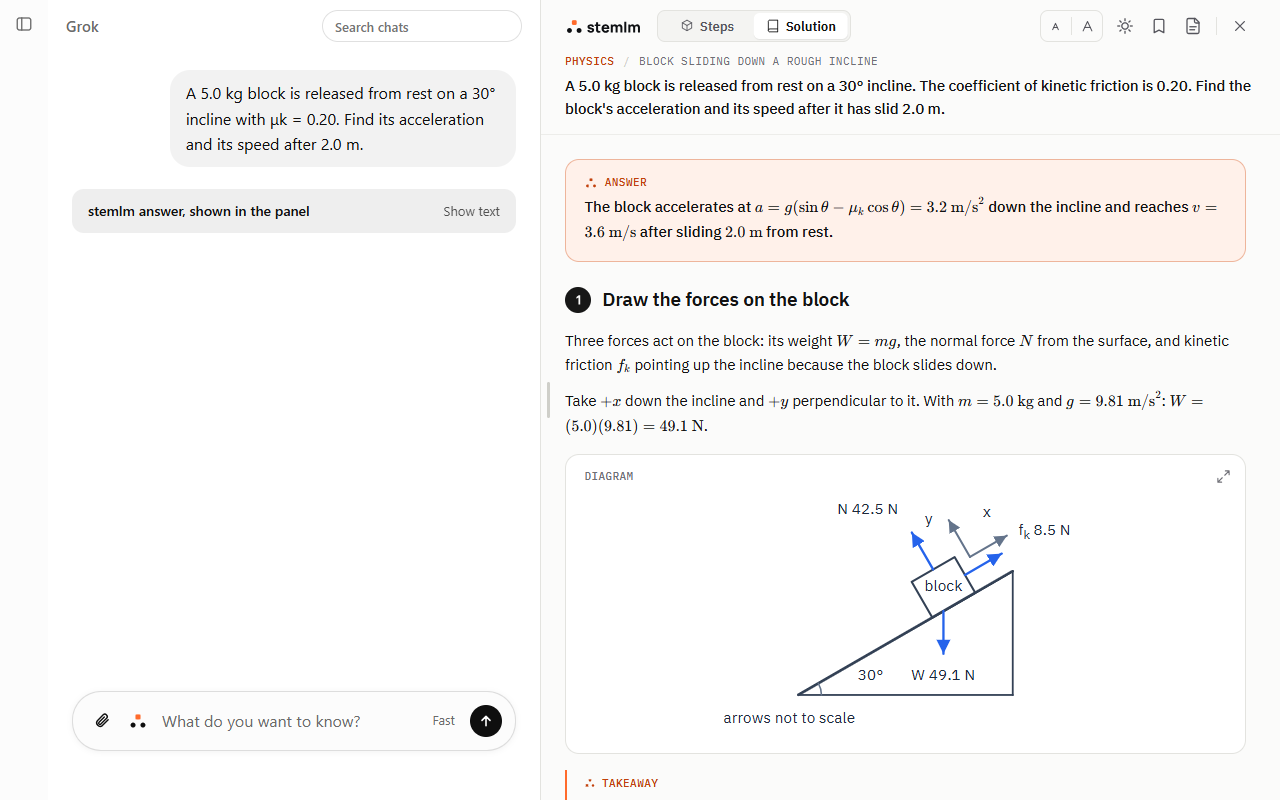 Grok
Search chats
A 5.0 kg block is released from rest on a 30°
incline with μk = 0.20. Find its acceleration
and its speed after 2.0 m.
stemlm answer, shown in the panel
Show text
What do you want to know?
Fast
stemlm
Steps
Solution
A
A
PHYSICS / BLOCK SLIDING DOWN A ROUGH INCLINE
A 5.0 kg block is released from rest on a 30° incline. The coefficient of kinetic friction is 0.20. Find the
block's acceleration and its speed after it has slid 2.0 m.
ANSWER
The block accelerates at a = g(sin θ − μₖ cos θ) = 3.2 m/s² down the incline and reaches v =
3.6 m/s after sliding 2.0 m from rest.
1 Draw the forces on the block
Three forces act on the block: its weight W = mg, the normal force N from the surface, and kinetic
friction fₖ pointing up the incline because the block slides down.
Take +x down the incline and +y perpendicular to it. With m = 5.0 kg and g = 9.81 m/s²: W =
(5.0)(9.81) = 49.1 N.
DIAGRAM
N 42.5 N
y
x
fₖ 8.5 N
block
30°
W 49.1 N
arrows not to scale
TAKEAWAY